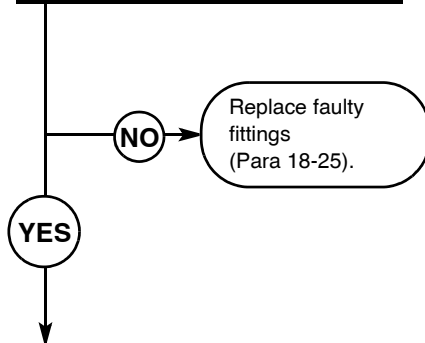 NO
Replace faulty
fittings
(Para 18-25).
YES